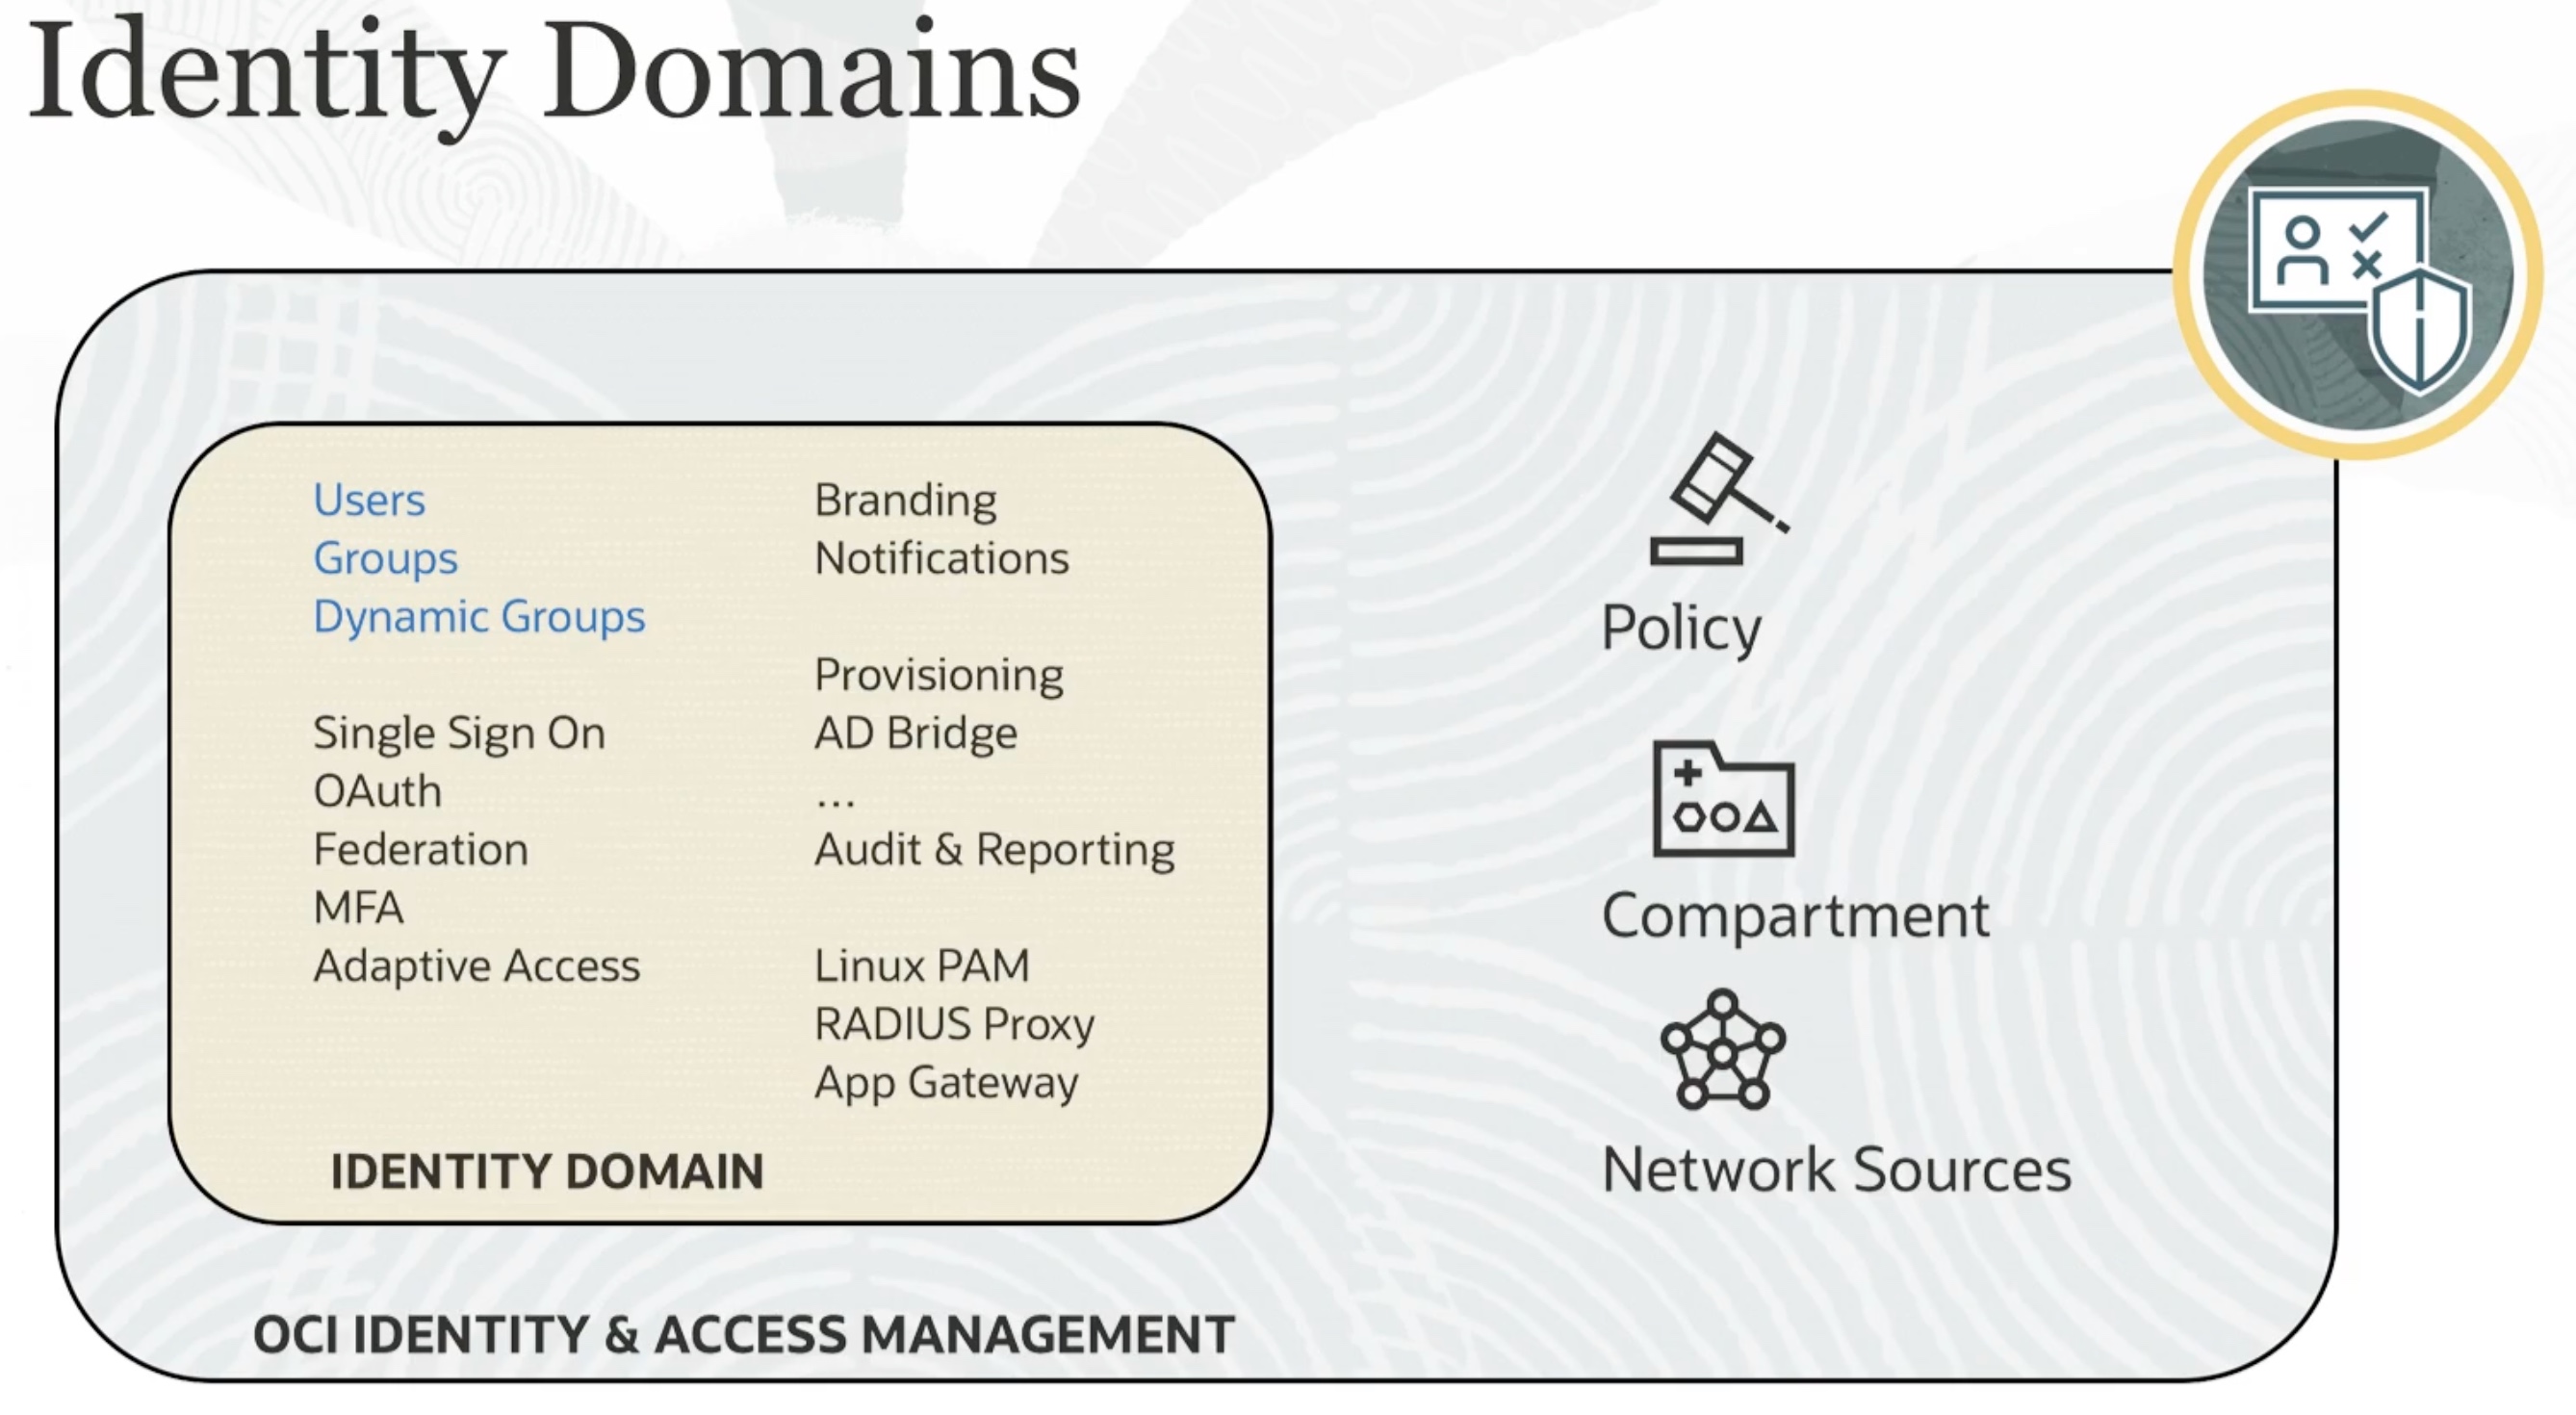 Identity Domains
Users
Groups
Dynamic Groups
Single Sign On
OAuth
Federation
MFA
Adaptive Access
Branding
Notifications
Provisioning
AD Bridge
...
Audit & Reporting
Linux PAM
RADIUS Proxy
App Gateway
IDENTITY DOMAIN
Policy
Compartment
Network Sources
OCI IDENTITY & ACCESS MANAGEMENT